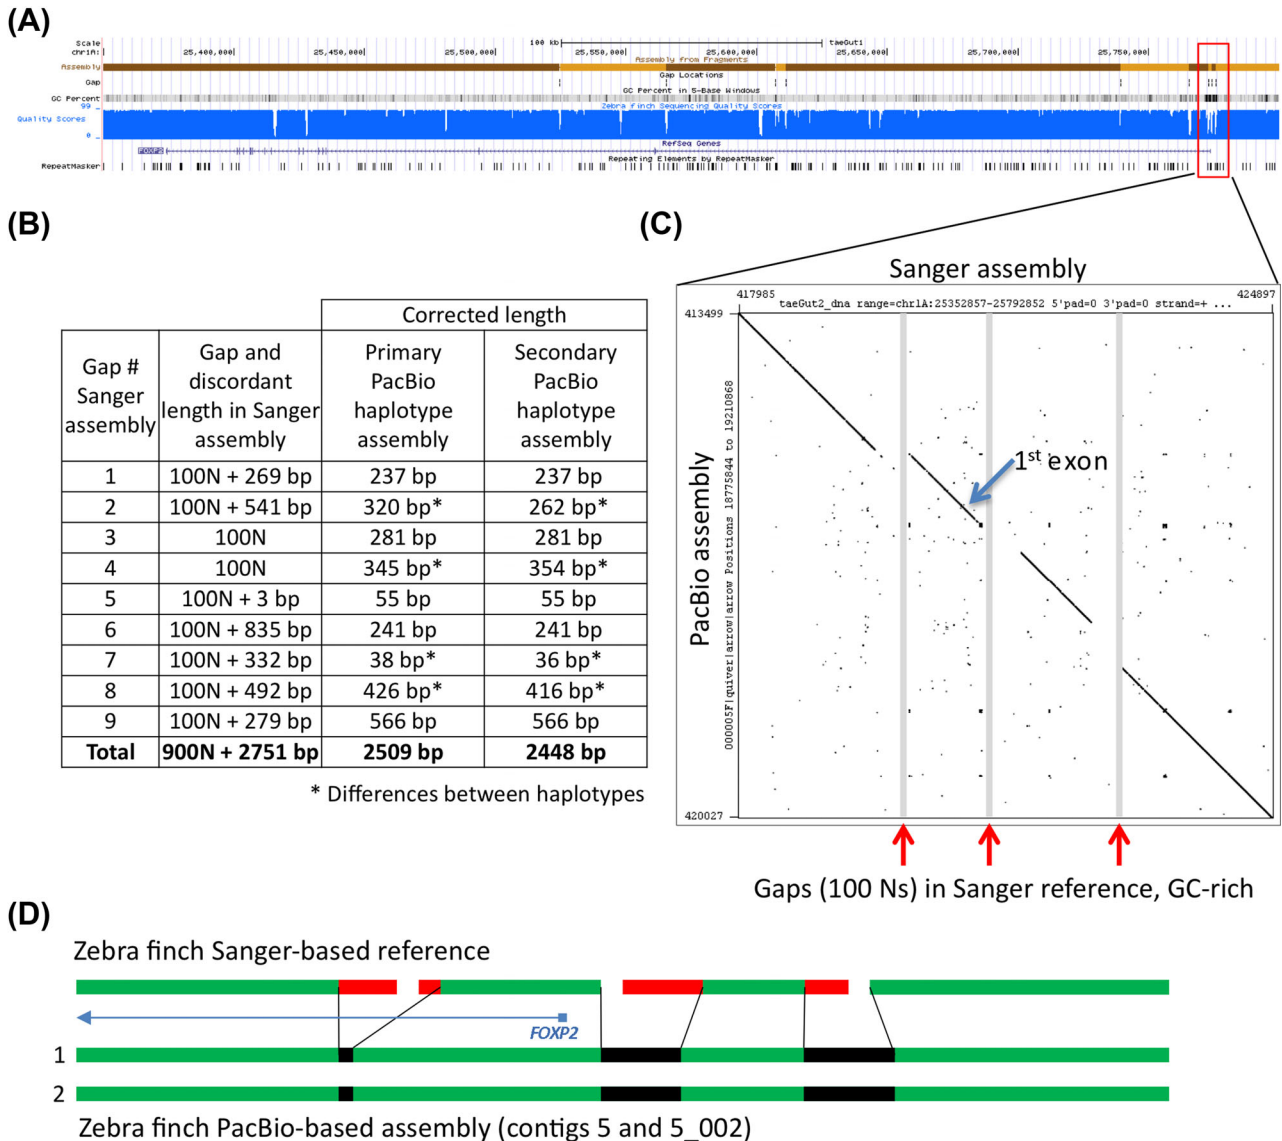 (A)
Scale
100 kb
taeGut1
chr1A:
25,400,000
25,450,000
25,500,000
25,550,000
25,600,000
25,650,000
25,700,000
25,750,000
Assembly from Fragments
Assembly
Gap Locations
Gap
GC Percent in 5-Base Windows
GC Percent
Zebra finch Sequencing Quality Scores
99 _
Quality Scores
0 _
RefSeq Genes
FOXP2
Repeating Elements by RepeatMasker
RepeatMasker
(B)
Corrected length
Gap # Sanger assembly
Gap and discordant length in Sanger assembly
Primary PacBio haplotype assembly
Secondary PacBio haplotype assembly
1 100N + 269 bp 237 bp 237 bp
2 100N + 541 bp 320 bp* 262 bp*
3 100N 281 bp 281 bp
4 100N 345 bp* 354 bp*
5 100N + 3 bp 55 bp 55 bp
6 100N + 835 bp 241 bp 241 bp
7 100N + 332 bp 38 bp* 36 bp*
8 100N + 492 bp 426 bp* 416 bp*
9 100N + 279 bp 566 bp 566 bp
Total 900N + 2751 bp 2509 bp 2448 bp
* Differences between haplotypes
(C)
Sanger assembly
417985
424897
taeGut2_dna range=chr1A:25352857-25792852 5'pad=0 3'pad=0 strand=+ ...
413499
PacBio assembly
000005F|quiver|arrow|arrow Positions 18775844 to 19210868
1st exon
420027
Gaps (100 Ns) in Sanger reference, GC-rich
(D)
Zebra finch Sanger-based reference
FOXP2
1
2
Zebra finch PacBio-based assembly (contigs 5 and 5_002)